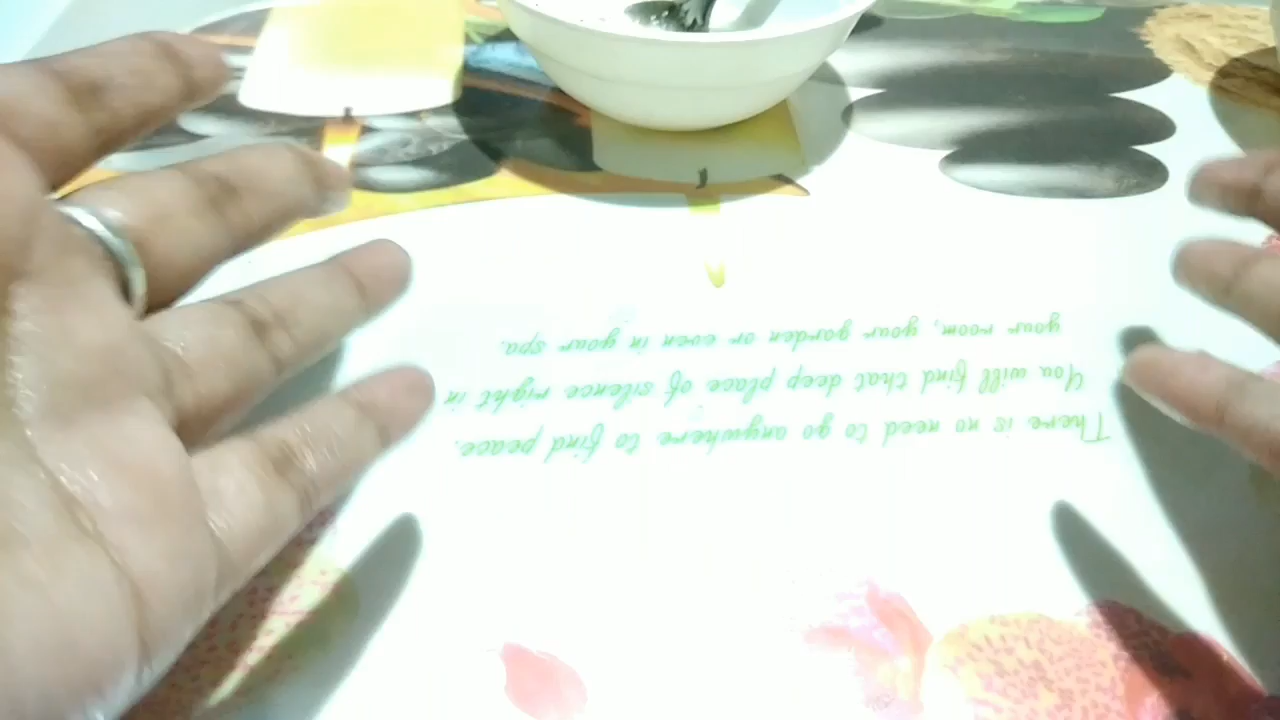 There is no need to go anywhere to find peace.
You will find that deep place of silence right in
your room, your garden or even in your spa.